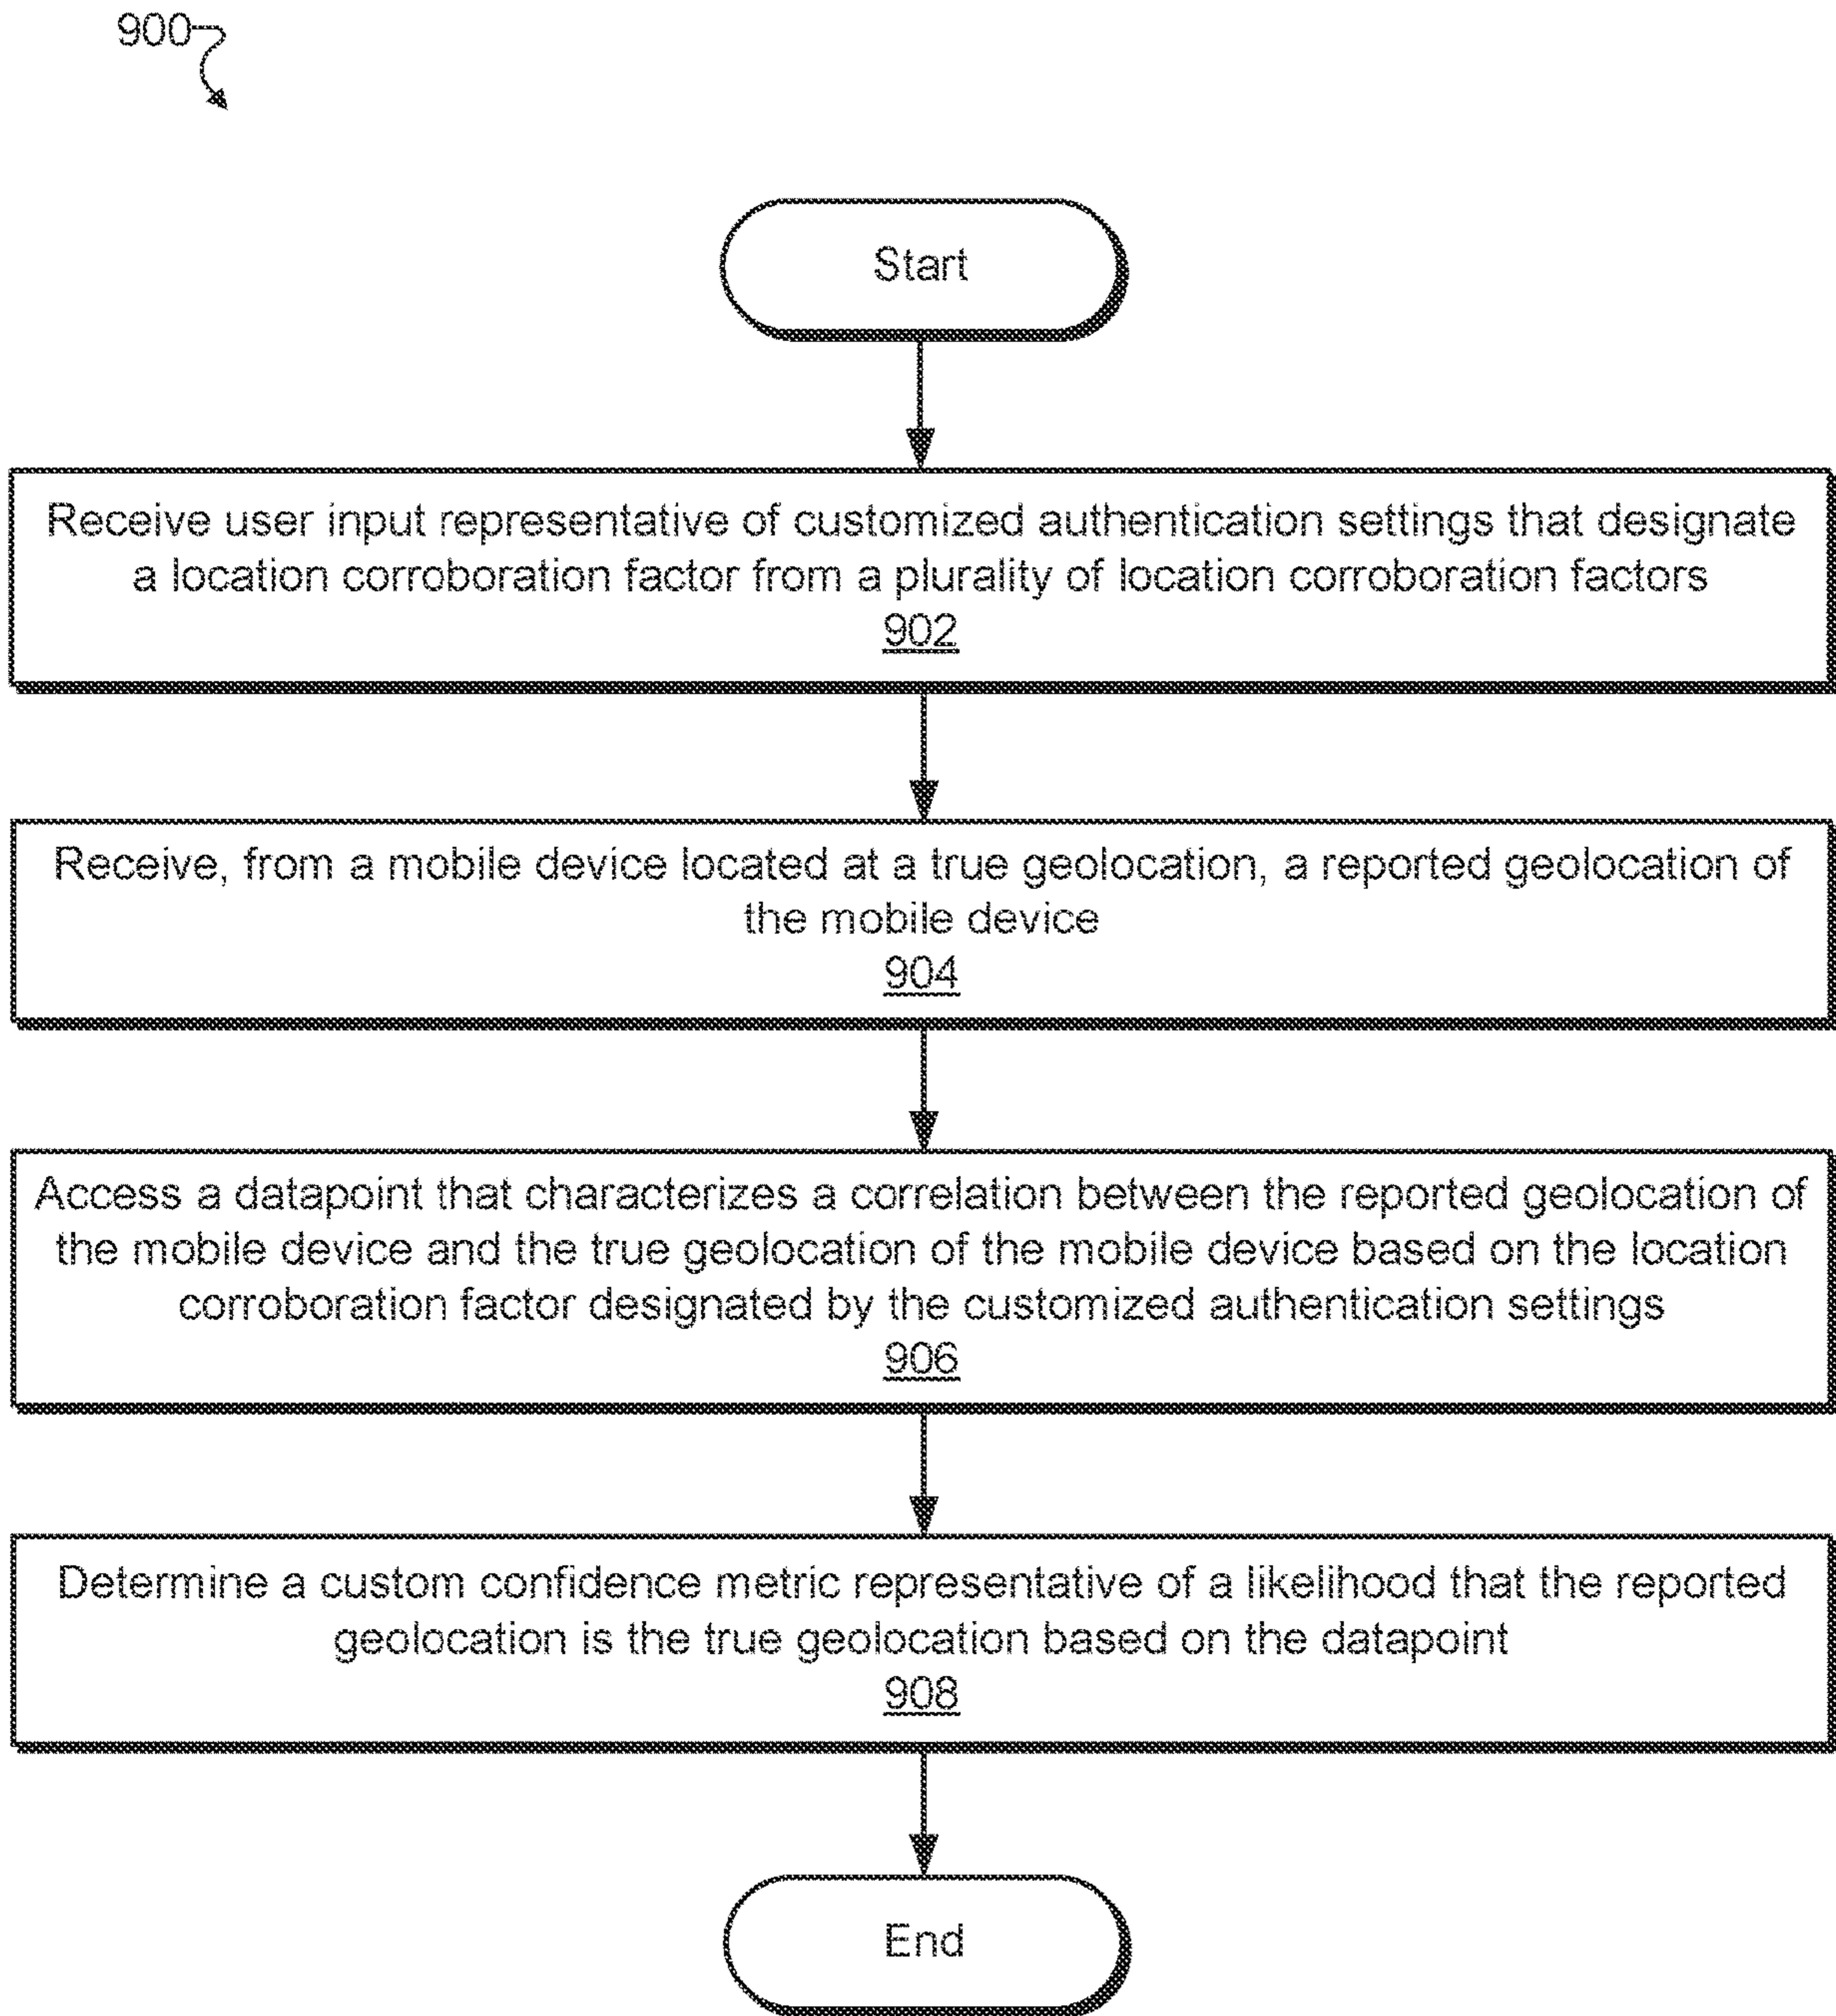 900
Start
Receive user input representative of customized authentication settings that designate
a location corroboration factor from a plurality of location corroboration factors
902
Receive, from a mobile device located at a true geolocation, a reported geolocation of
the mobile device
904
Access a datapoint that characterizes a correlation between the reported geolocation of
the mobile device and the true geolocation of the mobile device based on the location
corroboration factor designated by the customized authentication settings
906
Determine a custom confidence metric representative of a likelihood that the reported
geolocation is the true geolocation based on the datapoint
908
End